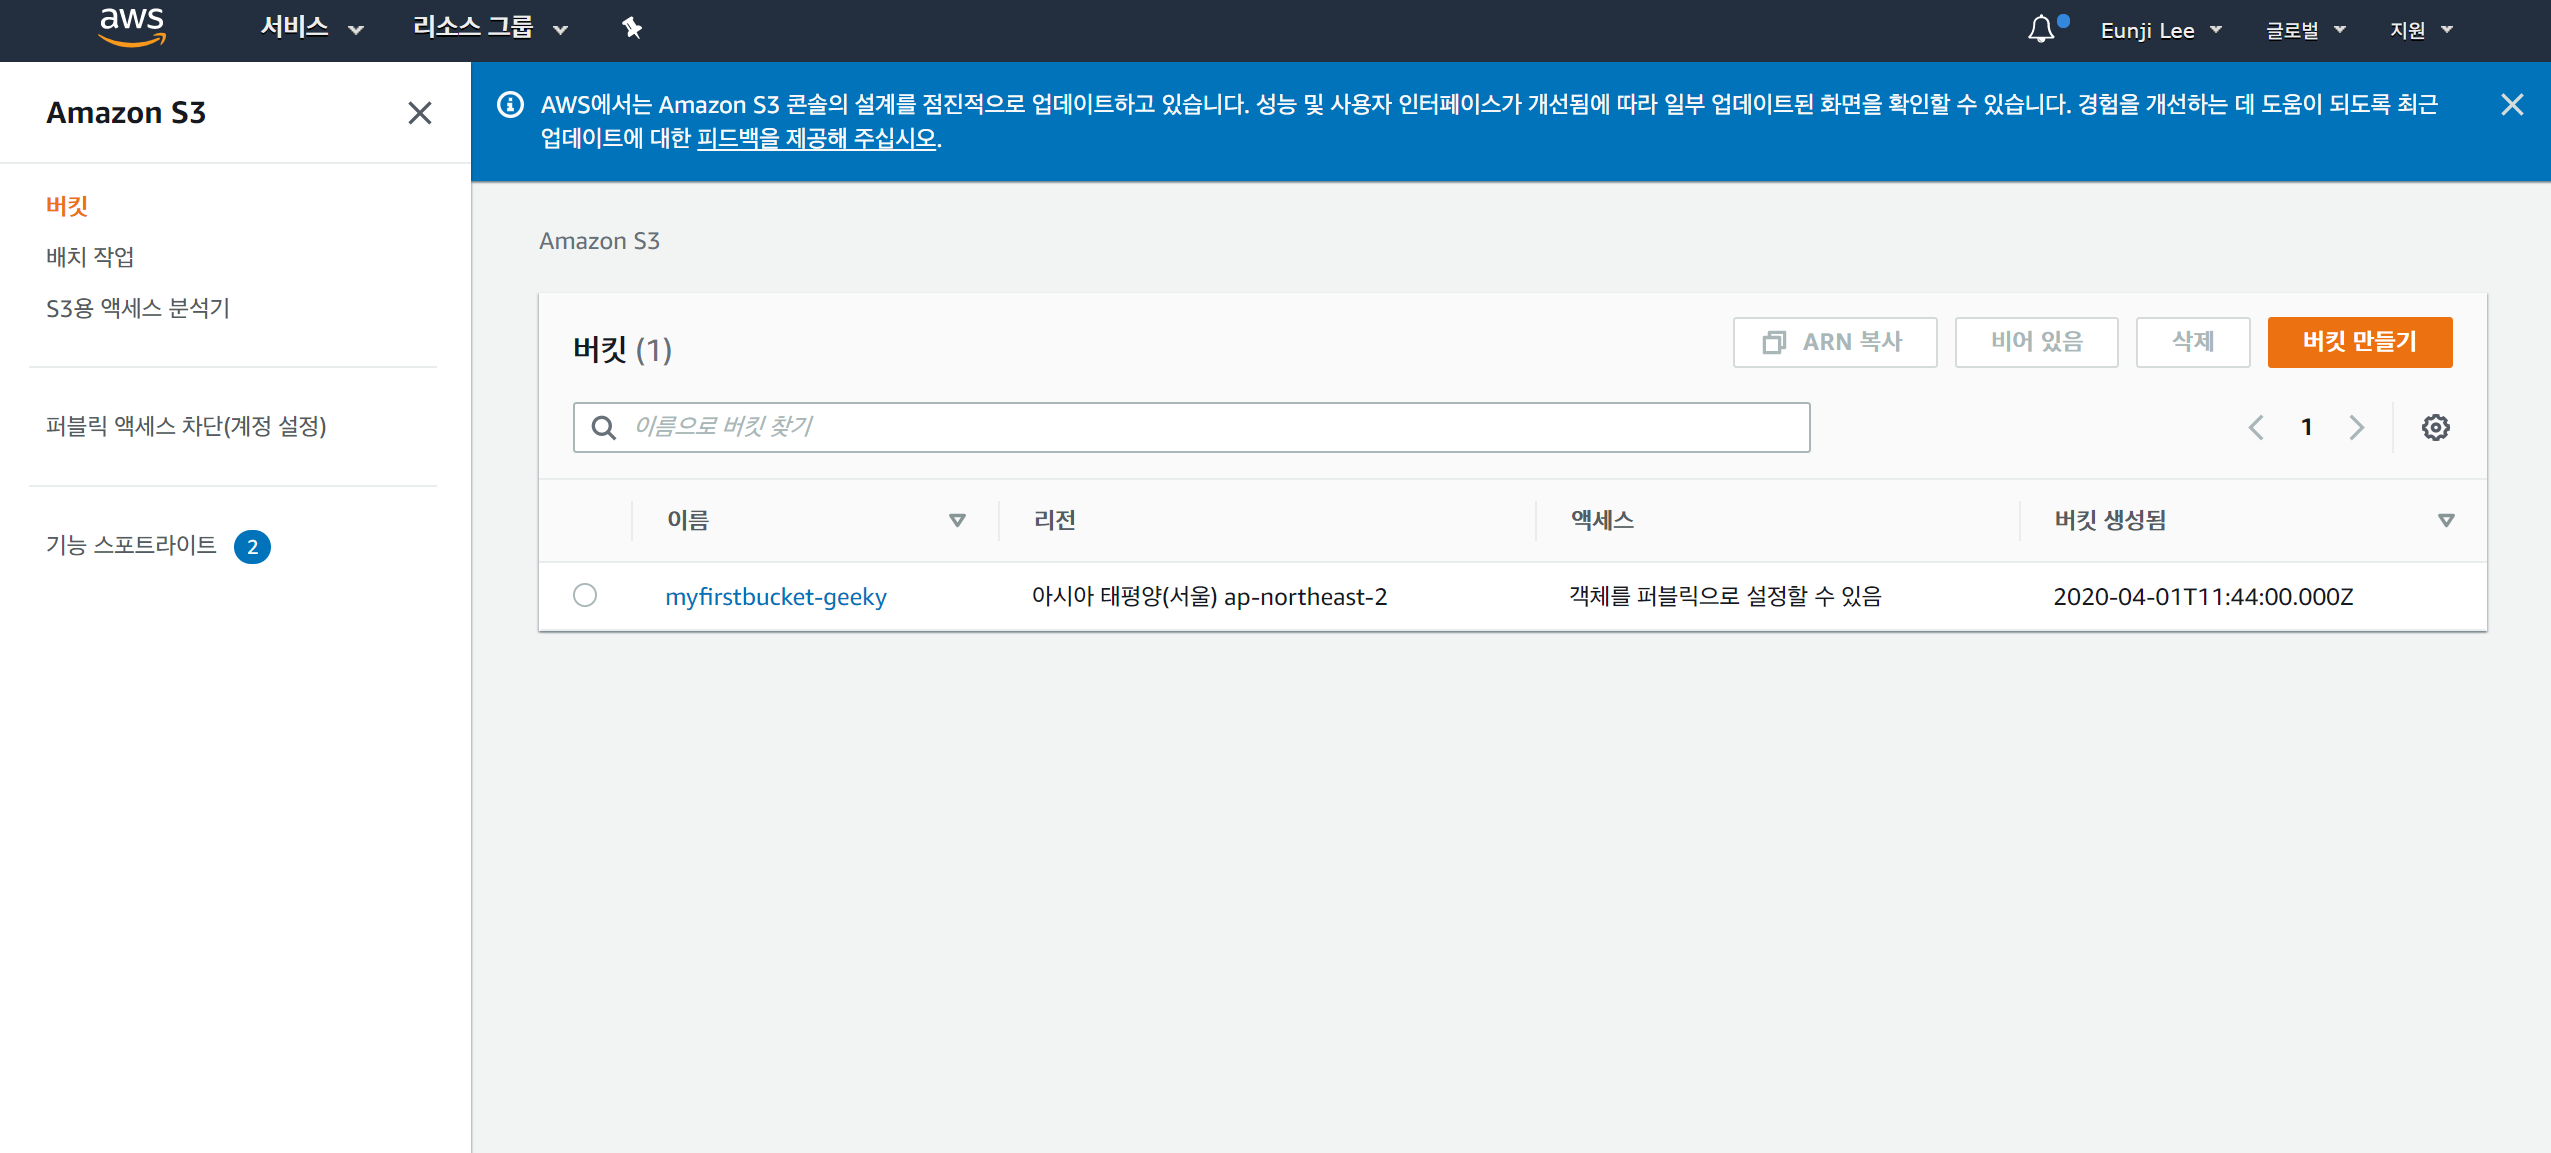 aws
서비스
리소스 그룹
Eunji Lee
글로벌
지원
Amazon S3
버킷
배치 작업
S3용 액세스 분석기
퍼블릭 액세스 차단(계정 설정)
기능 스포트라이트 2
AWS에서는 Amazon S3 콘솔의 설계를 점진적으로 업데이트하고 있습니다. 성능 및 사용자 인터페이스가 개선됨에 따라 일부 업데이트된 화면을 확인할 수 있습니다. 경험을 개선하는 데 도움이 되도록 최근
업데이트에 대한 피드백을 제공해 주십시오.
Amazon S3
버킷 (1)
ARN 복사
비어 있음
삭제
버킷 만들기
이름으로 버킷 찾기
1
이름 리전 액세스 버킷 생성됨
myfirstbucket-geeky 아시아 태평양(서울) ap-northeast-2 객체를 퍼블릭으로 설정할 수 있음 2020-04-01T11:44:00.000Z